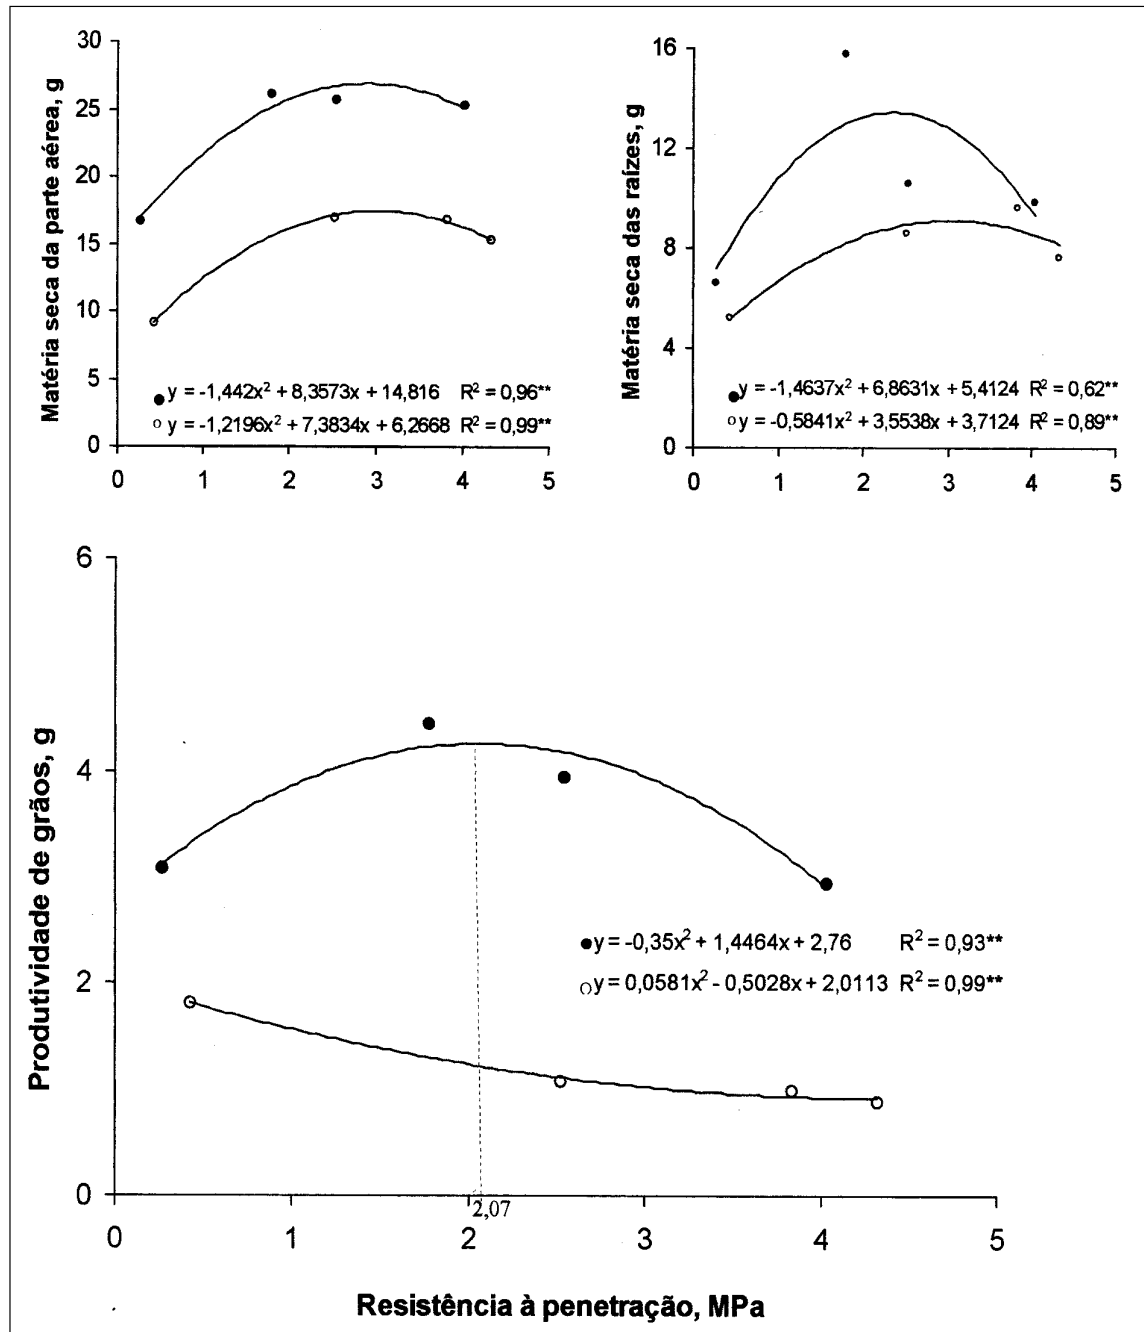 Matéria seca da parte aérea, g
30
25
20
15
10
5
0
● y = -1,442x² + 8,3573x + 14,816 R² = 0,96**
○ y = -1,2196x² + 7,3834x + 6,2668 R² = 0,99**
0 1 2 3 4 5
Matéria seca das raízes, g
16
12
8
4
0
● y = -1,4637x² + 6,8631x + 5,4124 R² = 0,62**
○ y = -0,5841x² + 3,5538x + 3,7124 R² = 0,89**
0 1 2 3 4 5
Produtividade de grãos, g
6
4
2
0
● y = -0,35x² + 1,4464x + 2,76 R² = 0,93**
○ y = 0,0581x² - 0,5028x + 2,0113 R² = 0,99**
2,07
0 1 2 3 4 5
Resistência à penetração, MPa